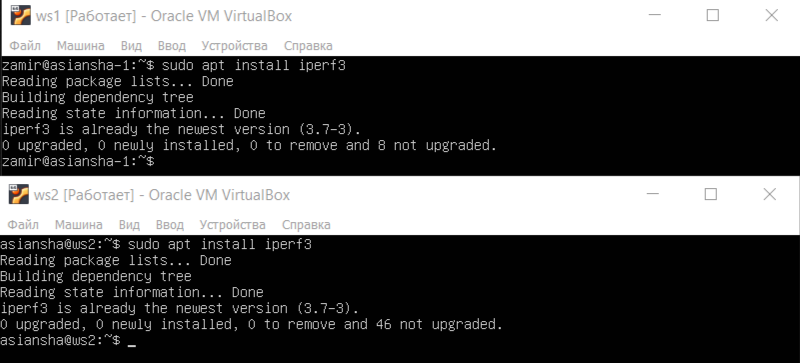 ws1 [Работает] - Oracle VM VirtualBox
Файл Машина Вид Ввод Устройства Справка
zamir@asiansha-1:~$ sudo apt install iperf3
Reading package lists... Done
Building dependency tree
Reading state information... Done
iperf3 is already the newest version (3.7-3).
0 upgraded, 0 newly installed, 0 to remove and 8 not upgraded.
zamir@asiansha-1:~$
ws2 [Работает] - Oracle VM VirtualBox
Файл Машина Вид Ввод Устройства Справка
asiansha@ws2:~$ sudo apt install iperf3
Reading package lists... Done
Building dependency tree
Reading state information... Done
iperf3 is already the newest version (3.7-3).
0 upgraded, 0 newly installed, 0 to remove and 46 not upgraded.
asiansha@ws2:~$ _